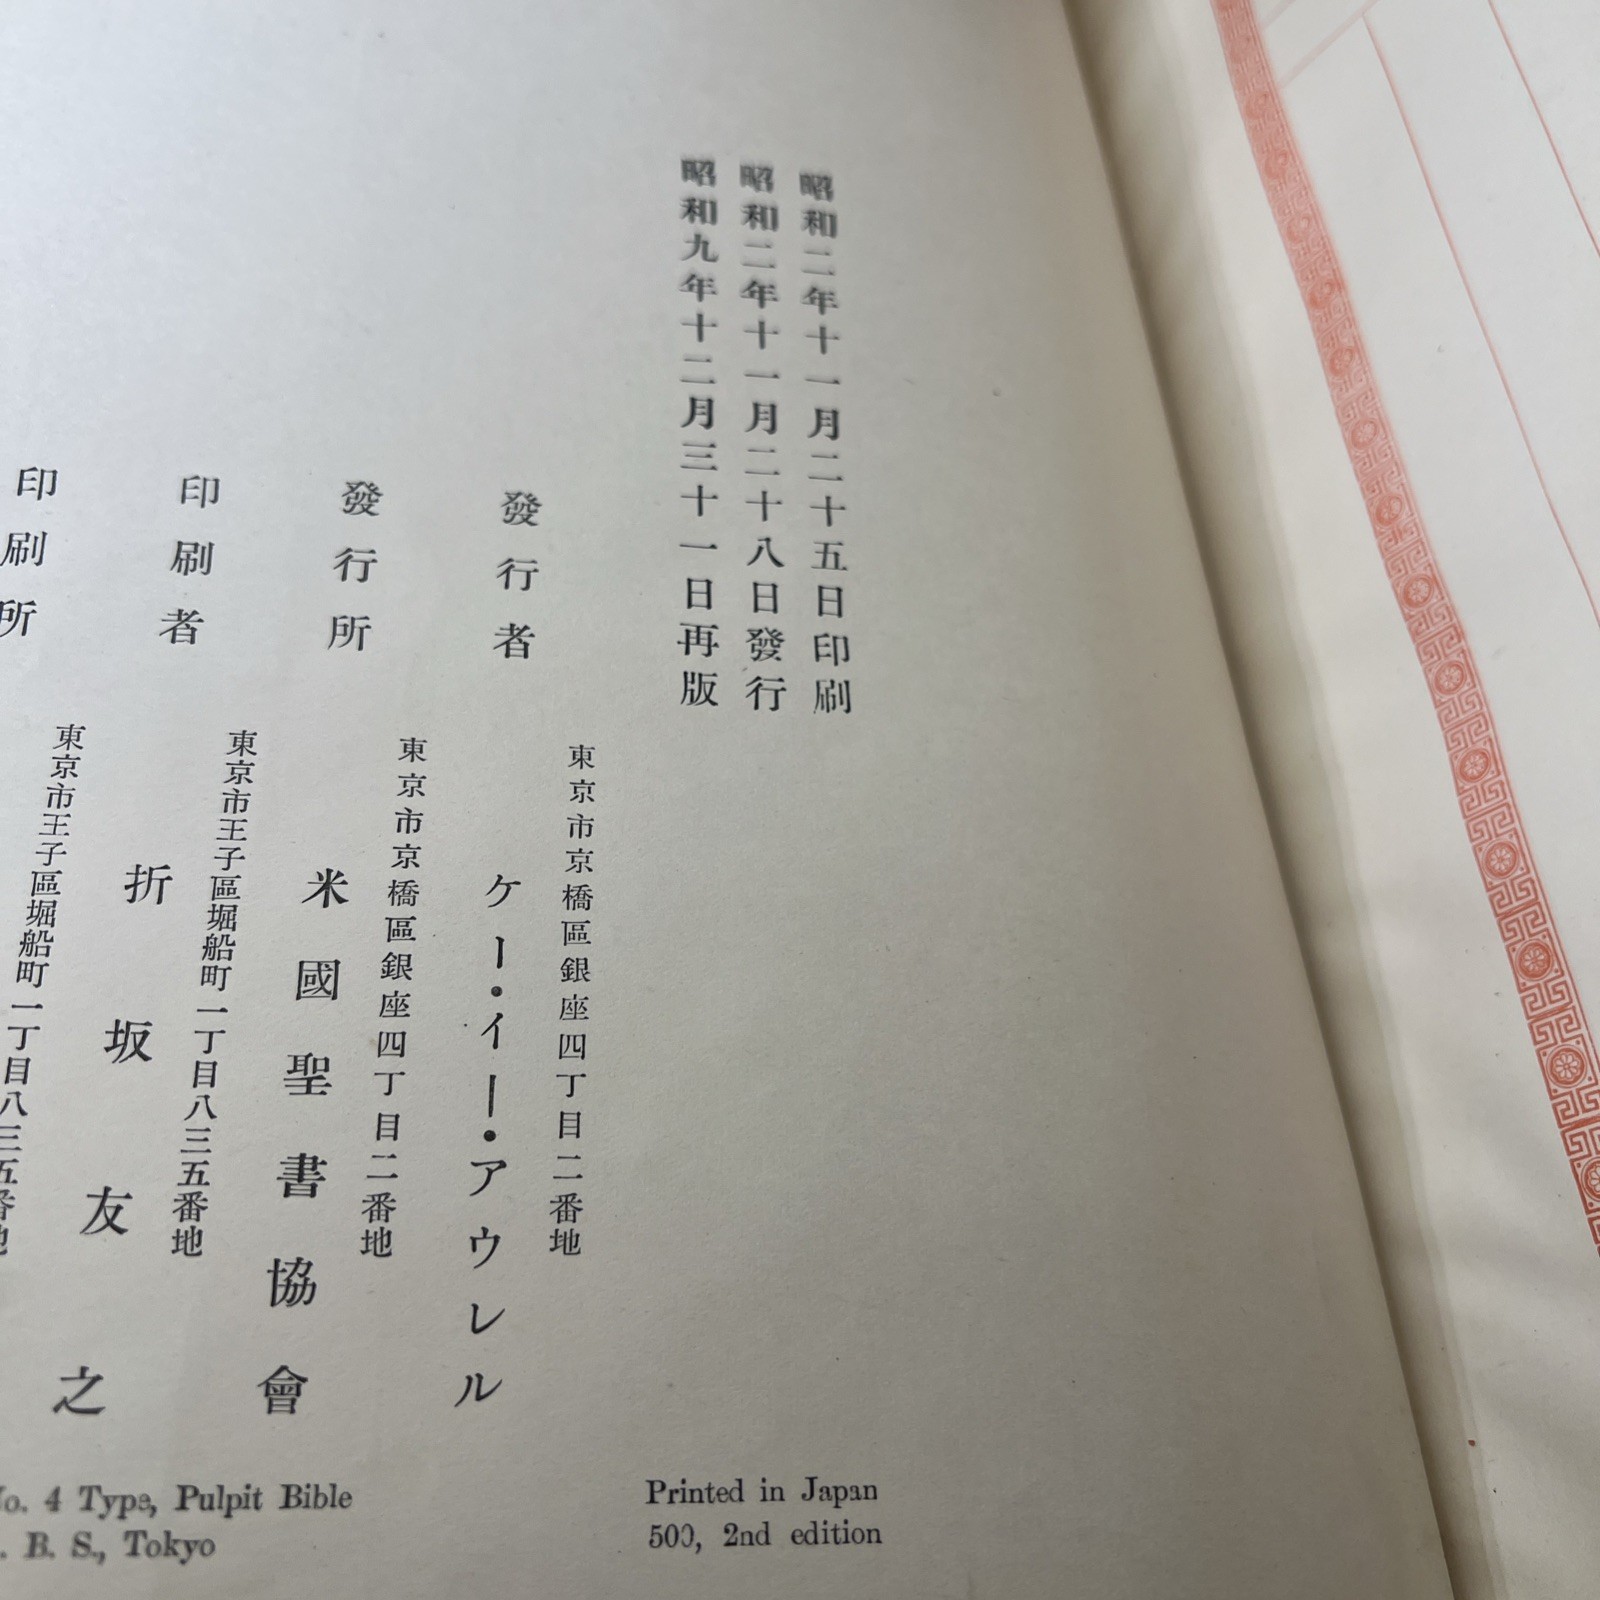 昭和二年十一月二十五日印刷
昭和二年十一月二十八日發行
昭和九年十二月三十一日再版
發行者
東京市京橋區銀座四丁目二番地
ケー・イー・アウレル
發行所
東京市京橋區銀座四丁目二番地
米國聖書協會
印刷者
東京市王子區堀船町一丁目八三五番地
折坂友之
印刷所
東京市王子區堀船町一丁目八三五番地
No. 4 Type, Pulpit Bible
. B. S., Tokyo
Printed in Japan
500, 2nd edition